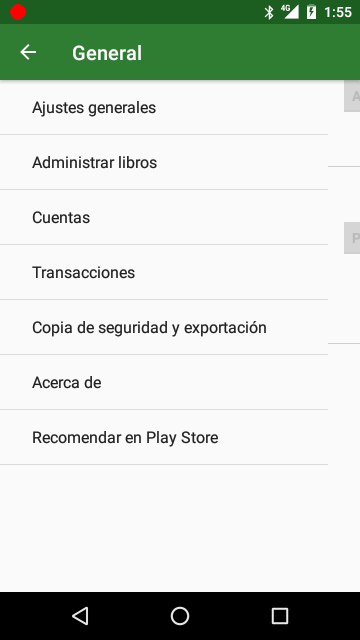 4G 1:55
General
Ajustes generales
A
Administrar libros
Cuentas
P
Transacciones
Copia de seguridad y exportación
Acerca de
Recomendar en Play Store